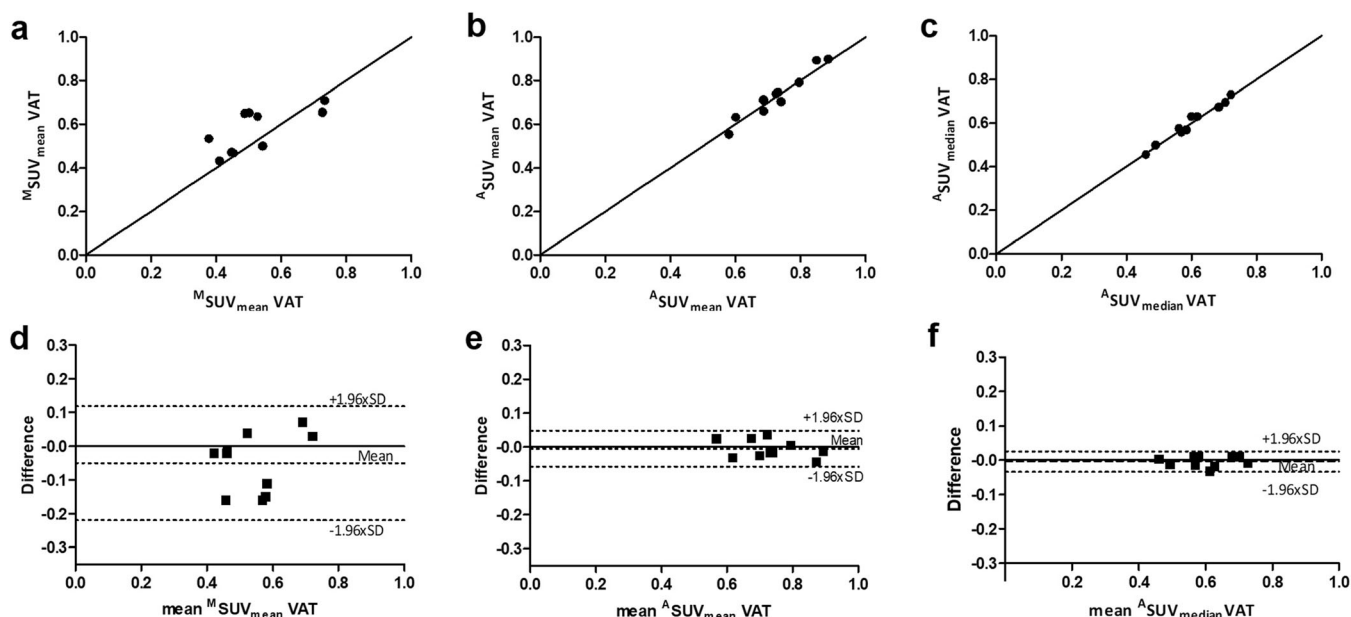 a
1.0
0.8
0.6
0.4
0.2
0.0
0.0 0.2 0.4 0.6 0.8 1.0
MSUVmean VAT
MSUVmean VAT
b
1.0
0.8
0.6
0.4
0.2
0.0
0.0 0.2 0.4 0.6 0.8 1.0
ASUVmean VAT
ASUVmean VAT
c
1.0
0.8
0.6
0.4
0.2
0.0
0.0 0.2 0.4 0.6 0.8 1.0
ASUVmedian VAT
ASUVmedian VAT
d
0.3
0.2
0.1
-0.0
-0.1
-0.2
-0.3
Difference
+1.96xSD
Mean
-1.96xSD
0.0 0.2 0.4 0.6 0.8 1.0
mean MSUVmean VAT
e
0.3
0.2
0.1
-0.0
-0.1
-0.2
-0.3
Difference
+1.96xSD
Mean
-1.96xSD
0.0 0.2 0.4 0.6 0.8 1.0
mean ASUVmean VAT
f
0.3
0.2
0.1
-0.0
-0.1
-0.2
-0.3
Difference
+1.96xSD
Mean
-1.96xSD
0.2 0.4 0.6 0.8 1.0
mean ASUVmedianVAT